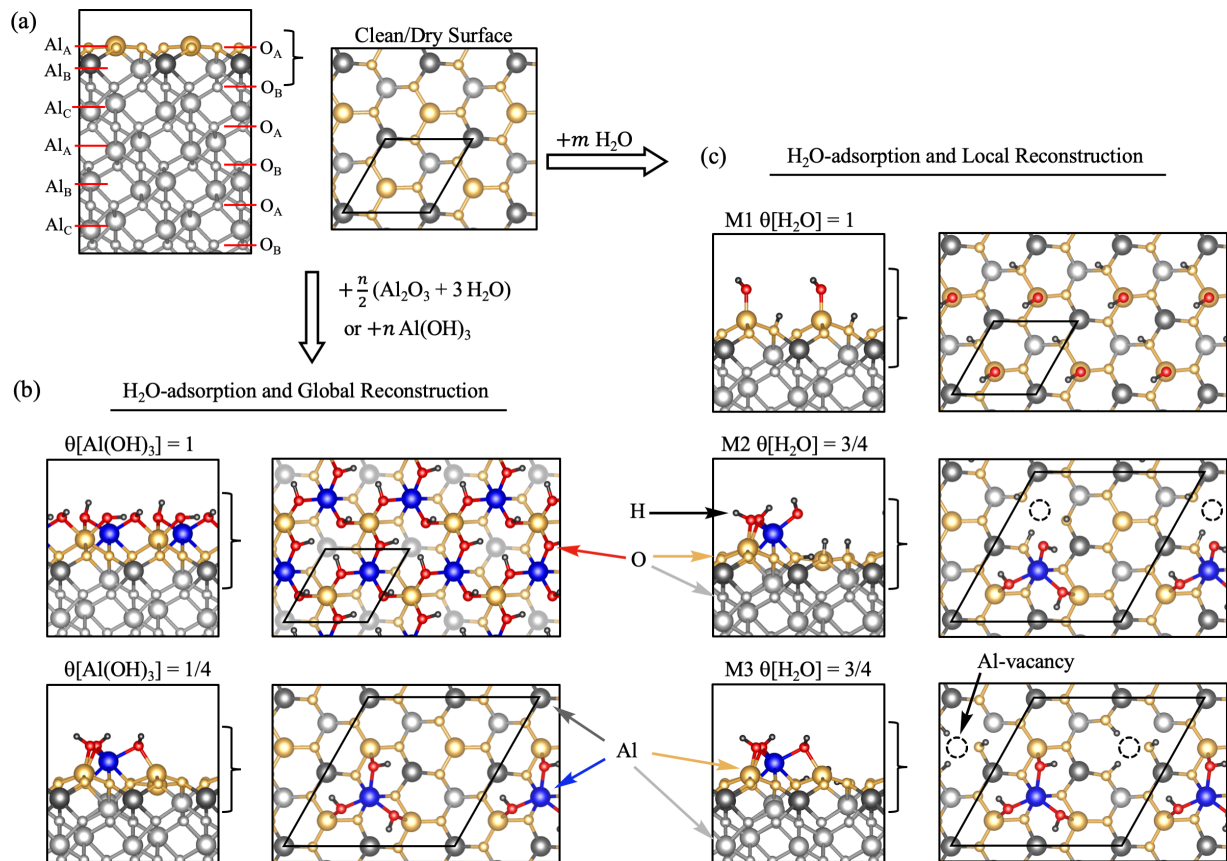 (a)
Clean/Dry Surface
Al_A
Al_B
Al_C
Al_A
Al_B
Al_C
O_A
O_B
O_A
O_B
O_A
O_B
+m H₂O
+ n/2 (Al₂O₃ + 3 H₂O)
or +n Al(OH)₃
(b)
H₂O-adsorption and Global Reconstruction
θ[Al(OH)₃] = 1
θ[Al(OH)₃] = 1/4
H
O
Al
(c)
H₂O-adsorption and Local Reconstruction
M1 θ[H₂O] = 1
M2 θ[H₂O] = 3/4
M3 θ[H₂O] = 3/4
Al-vacancy